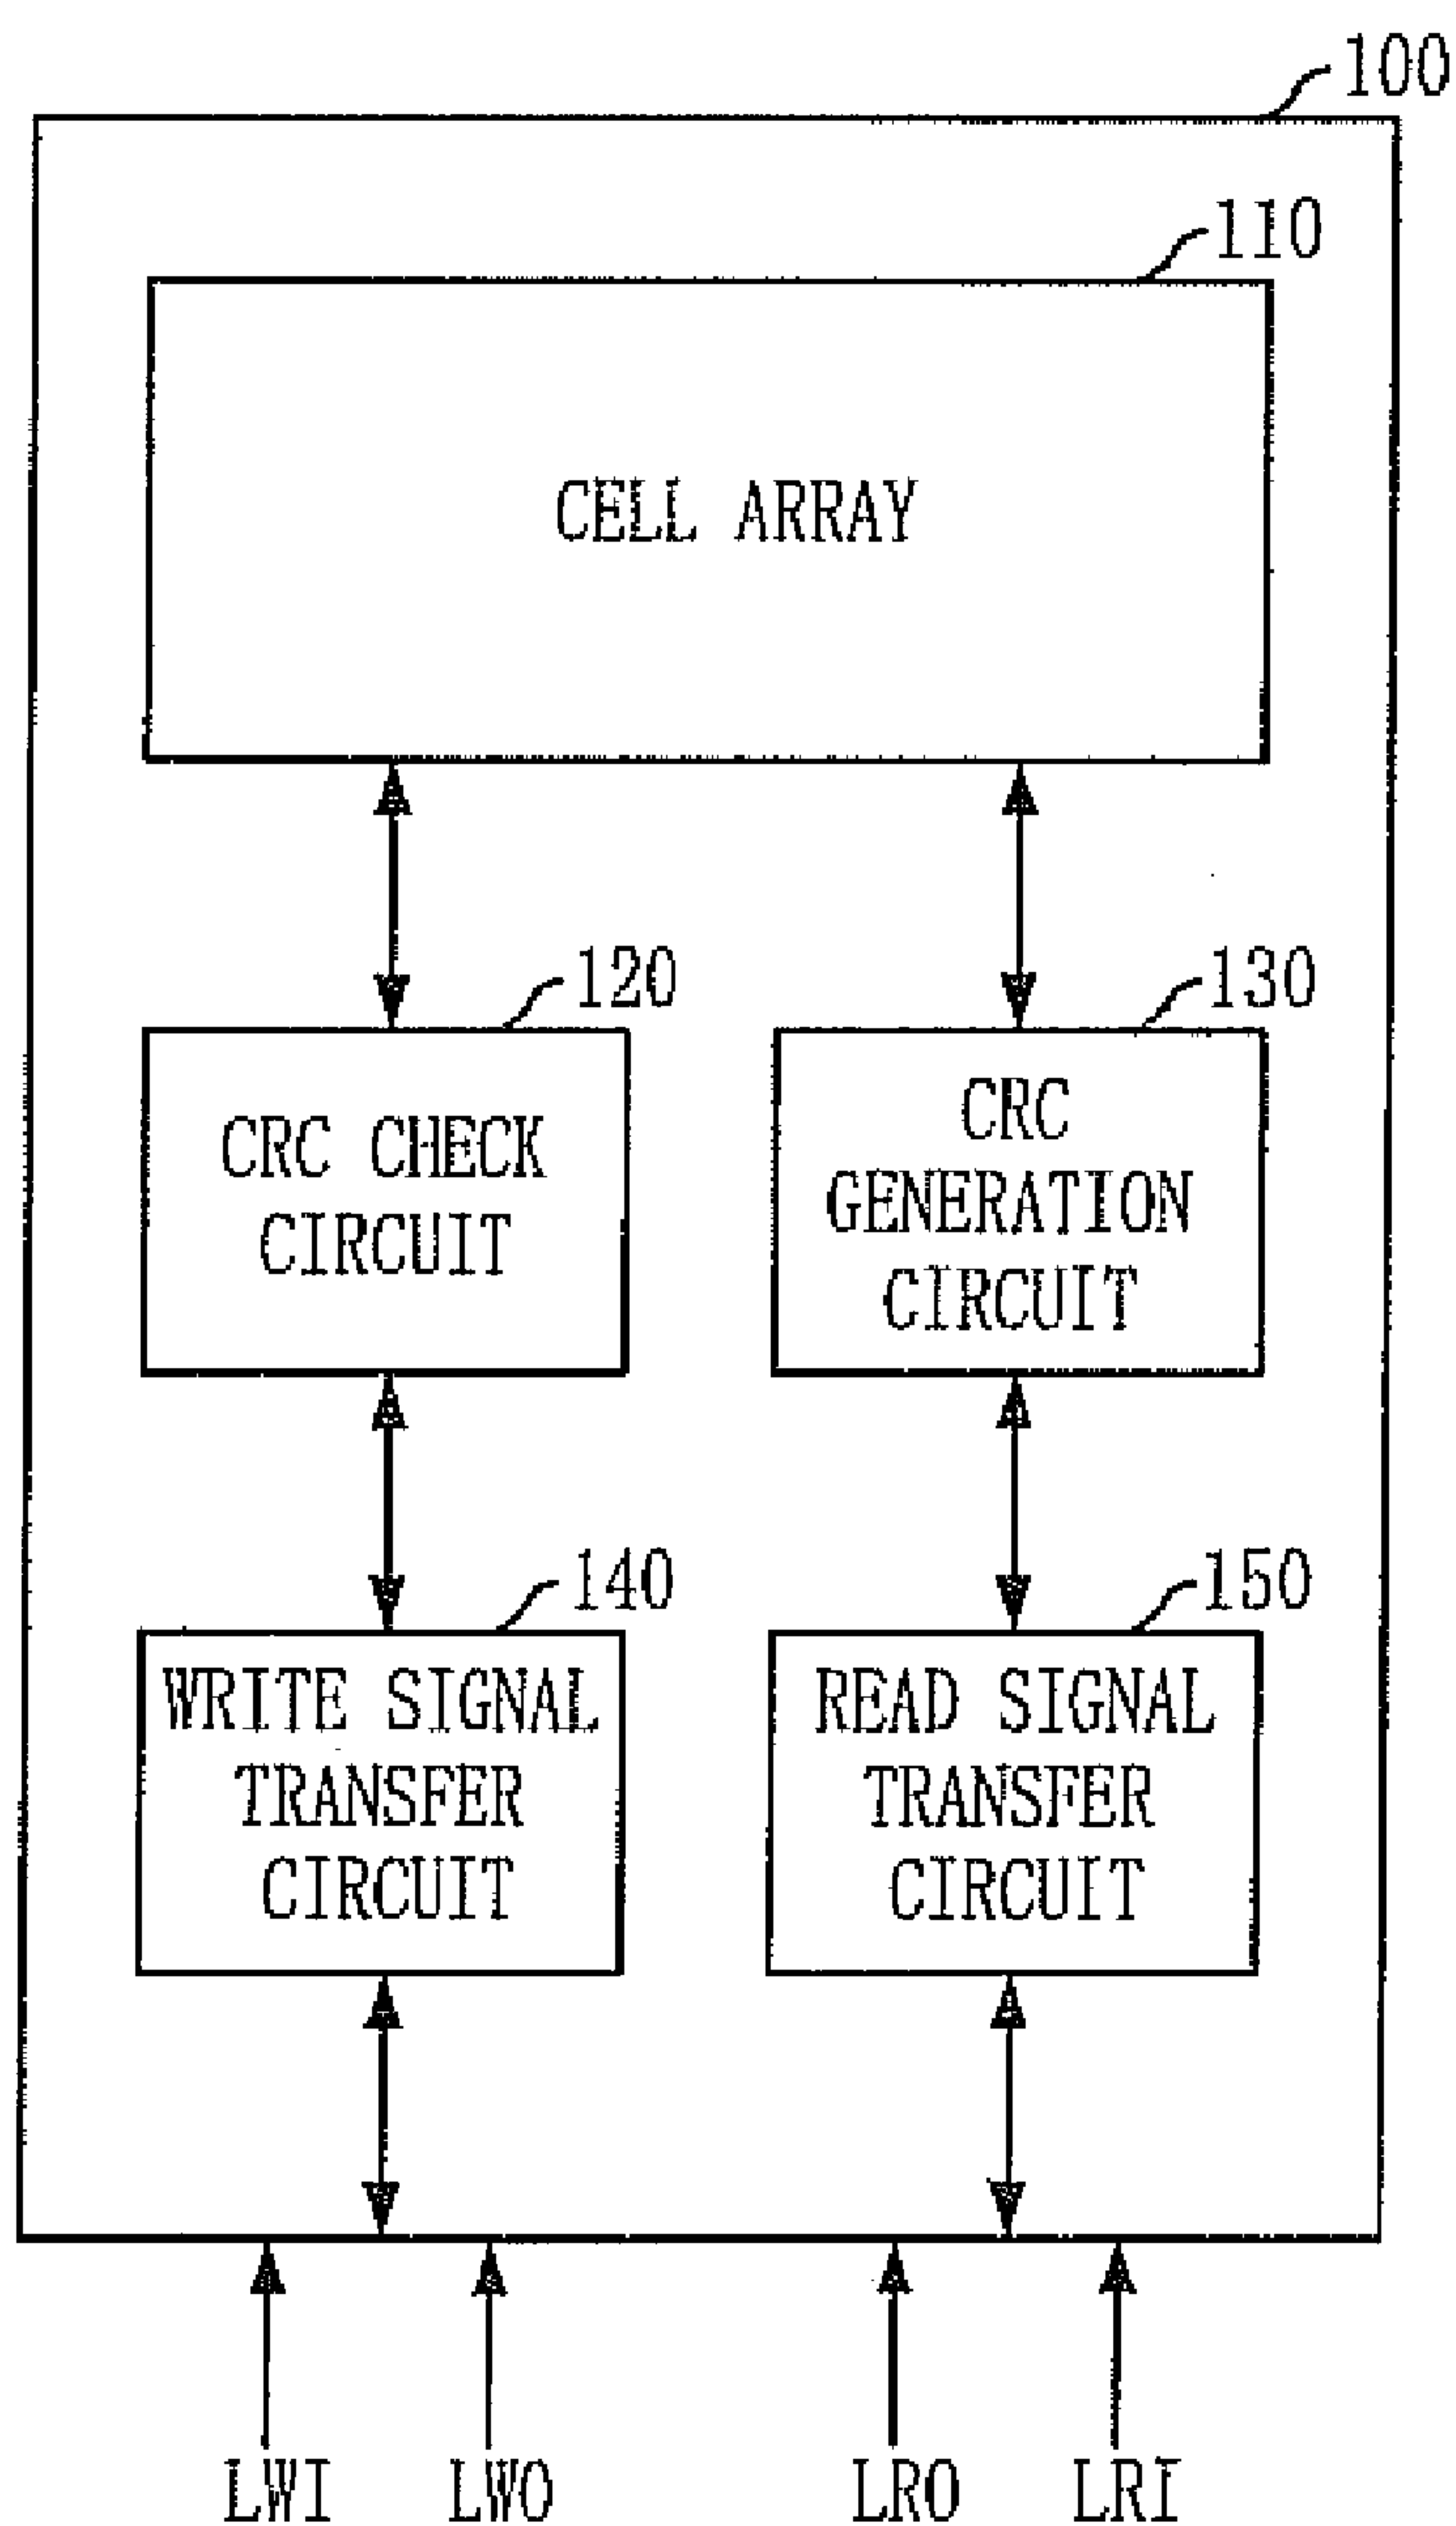 100
110
CELL ARRAY
120
130
CRC CHECK
CIRCUIT
CRC
GENERATION
CIRCUIT
140
150
WRITE SIGNAL
TRANSFER
CIRCUIT
READ SIGNAL
TRANSFER
CIRCUIT
LWI
LWO
LRO
LRI